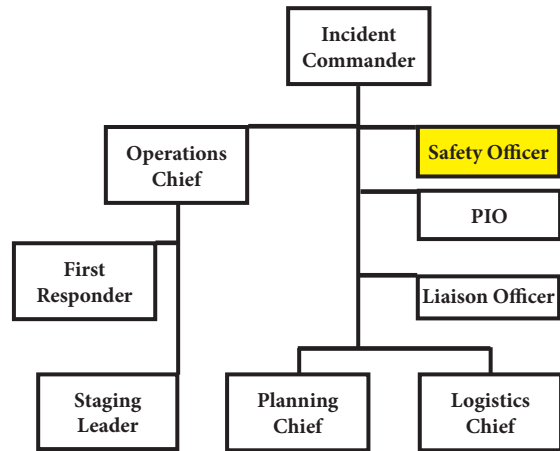 Incident
Commander
Operations
Chief
Safety Officer
PIO
First
Responder
Liaison Officer
Staging
Leader
Planning
Chief
Logistics
Chief